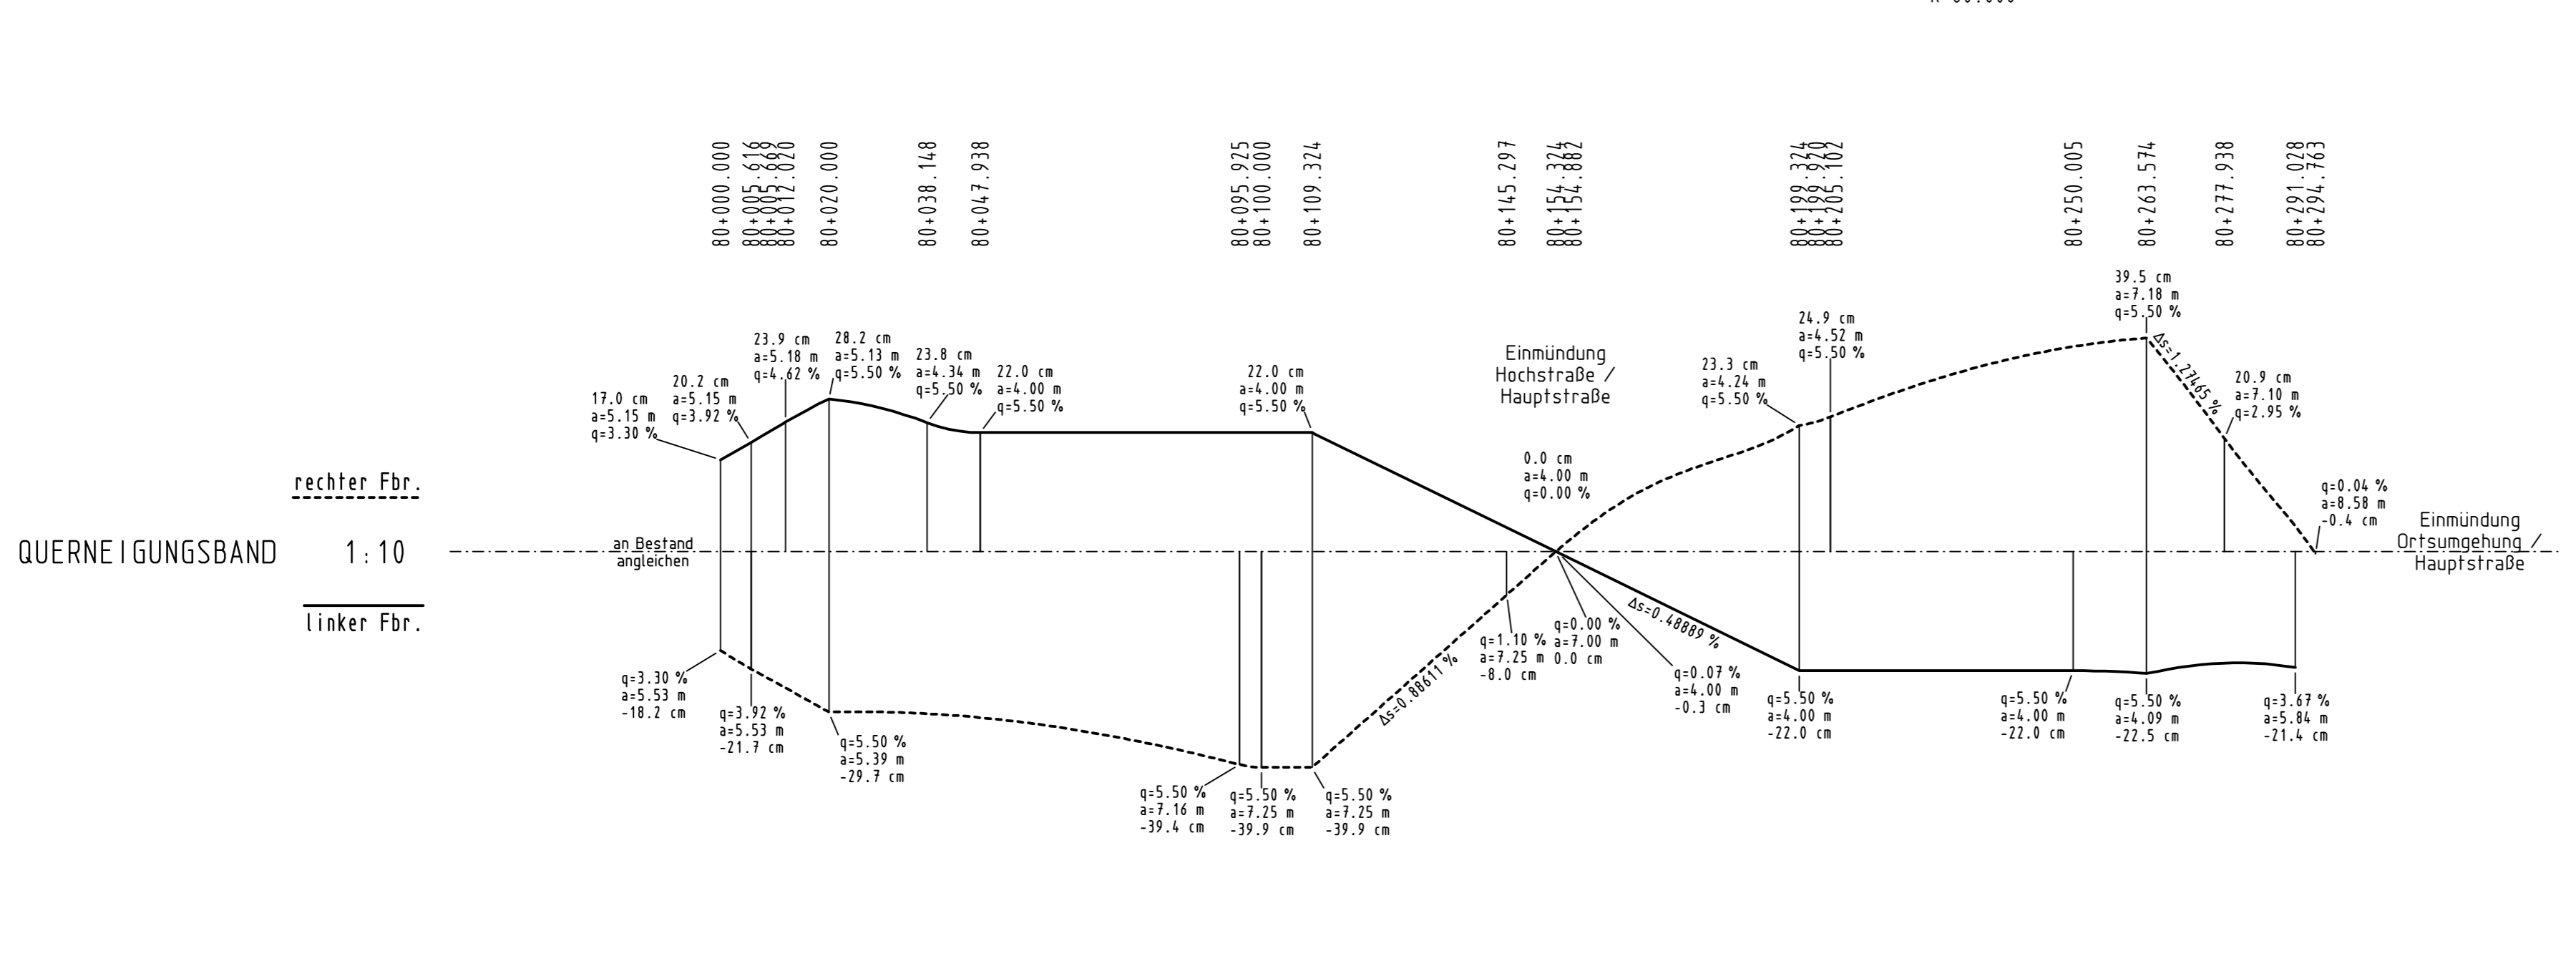 80+000.000
80+005.616
80+005.669
80+012.020
80+020.000
80+038.148
80+047.938
80+095.925
80+100.000
80+109.324
80+145.297
80+154.324
80+154.882
80+199.324
80+199.920
80+205.102
80+250.005
80+263.574
80+277.938
80+291.028
80+294.763
17.0 cm
a=5.15 m
q=3.30 %
20.2 cm
a=5.15 m
q=3.92 %
23.9 cm
a=5.18 m
q=4.62 %
28.2 cm
a=5.13 m
q=5.50 %
23.8 cm
a=4.34 m
q=5.50 %
22.0 cm
a=4.00 m
q=5.50 %
22.0 cm
a=4.00 m
q=5.50 %
Einmündung
Hochstraße /
Hauptstraße
0.0 cm
a=4.00 m
q=0.00 %
23.3 cm
a=4.24 m
q=5.50 %
24.9 cm
a=4.52 m
q=5.50 %
39.5 cm
a=7.18 m
q=5.50 %
Δs=1.27465 %
20.9 cm
a=7.10 m
q=2.95 %
q=0.04 %
a=8.58 m
-0.4 cm
Einmündung
Ortsumgehung /
Hauptstraße
rechter Fbr.
QUERNEIGUNGSBAND 1:10
linker Fbr.
an Bestand
angleichen
q=3.30 %
a=5.53 m
-18.2 cm
q=3.92 %
a=5.53 m
-21.7 cm
q=5.50 %
a=5.39 m
-29.7 cm
q=5.50 %
a=7.16 m
-39.4 cm
q=5.50 %
a=7.25 m
-39.9 cm
q=5.50 %
a=7.25 m
-39.9 cm
Δs=0.88611 %
q=1.10 %
a=7.25 m
-8.0 cm
q=0.00 %
a=7.00 m
0.0 cm
Δs=0.48889 %
q=0.07 %
a=4.00 m
-0.3 cm
q=5.50 %
a=4.00 m
-22.0 cm
q=5.50 %
a=4.00 m
-22.0 cm
q=5.50 %
a=4.09 m
-22.5 cm
q=3.67 %
a=5.84 m
-21.4 cm